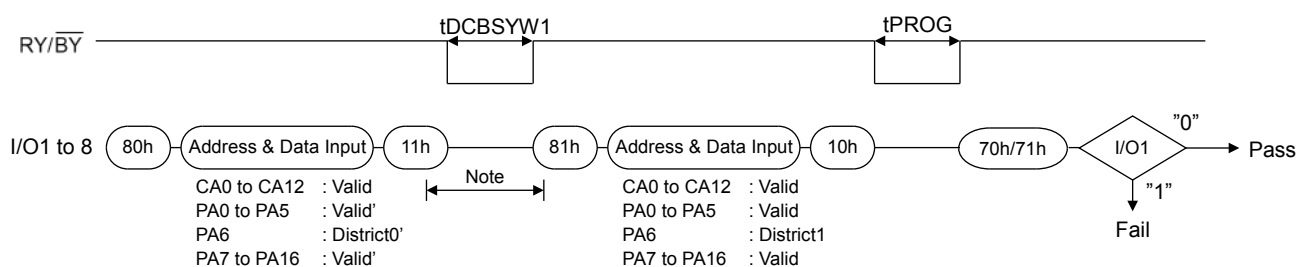 tDCBSYW1
tPROG
RY/BY
I/O1 to 8
80h
Address & Data Input
11h
81h
Address & Data Input
10h
70h/71h
I/O1
"0"
Pass
"1"
Fail
Note
CA0 to CA12 : Valid
PA0 to PA5 : Valid'
PA6 : District0'
PA7 to PA16 : Valid'
CA0 to CA12 : Valid
PA0 to PA5 : Valid
PA6 : District1
PA7 to PA16 : Valid